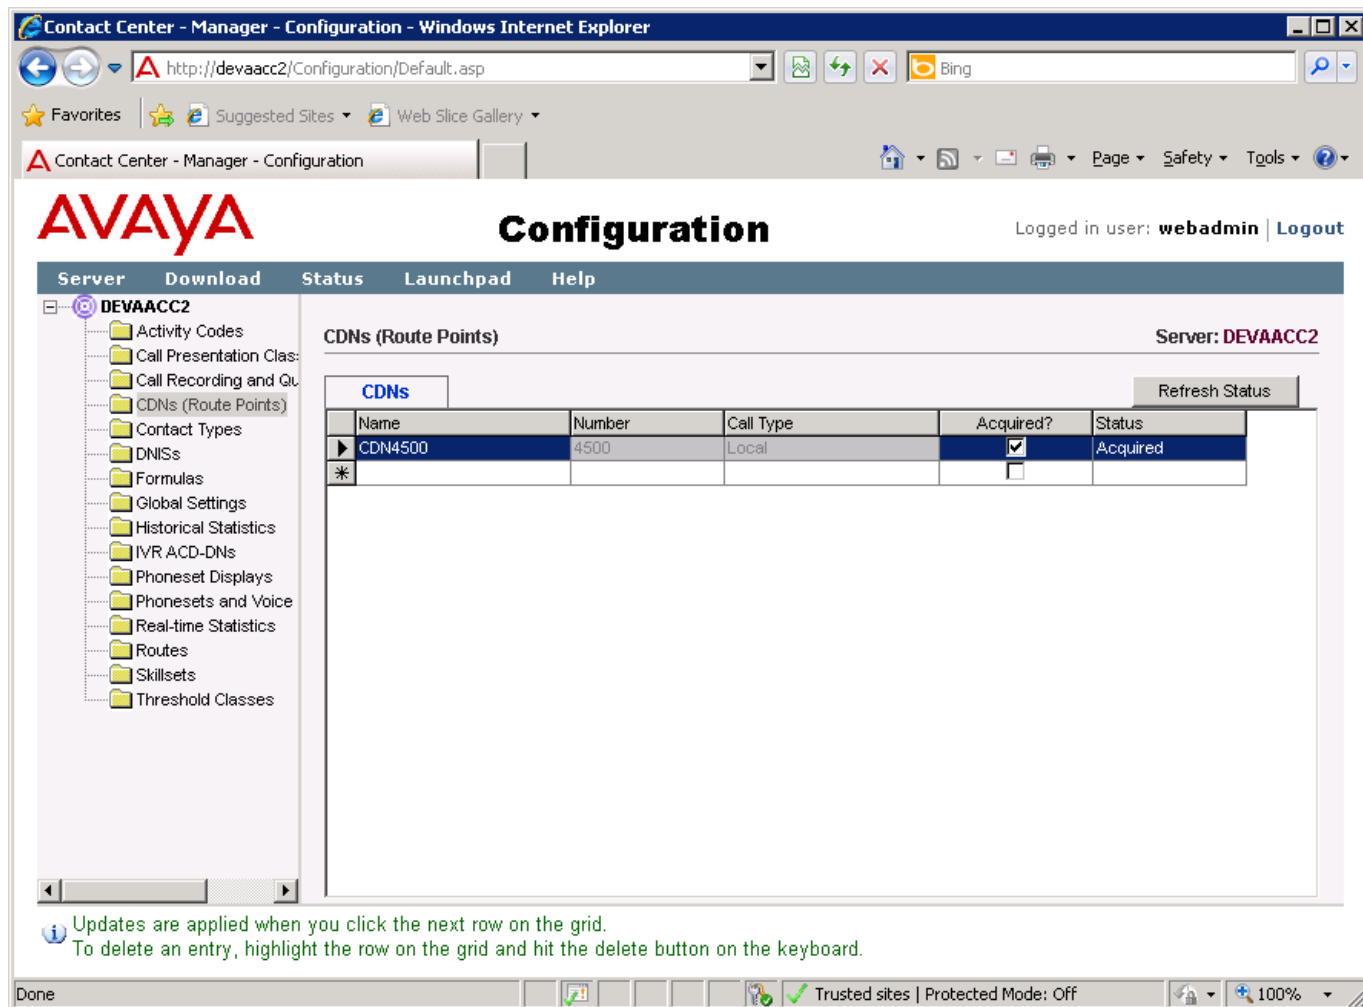 Contact Center - Manager - Configuration - Windows Internet Explorer
http://devaacc2/Configuration/Default.asp
Bing
Favorites
Suggested Sites
Web Slice Gallery
Contact Center - Manager - Configuration
Page
Safety
Tools
AVAYA
Configuration
Logged in user: webadmin | Logout
Server Download Status Launchpad Help
DEVAACC2
Activity Codes
Call Presentation Clas
Call Recording and Qu
CDNs (Route Points)
Contact Types
DNISs
Formulas
Global Settings
Historical Statistics
IVR ACD-DNs
Phoneset Displays
Phonesets and Voice
Real-time Statistics
Routes
Skillsets
Threshold Classes
CDNs (Route Points)
Server: DEVAACC2
CDNs
Refresh Status
Name Number Call Type Acquired? Status
CDN4500 4500 Local Acquired
Updates are applied when you click the next row on the grid.
To delete an entry, highlight the row on the grid and hit the delete button on the keyboard.
Done
Trusted sites | Protected Mode: Off
100%